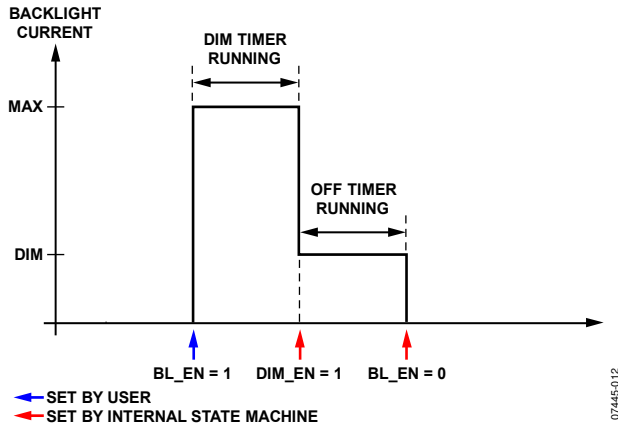 BACKLIGHT
CURRENT
DIM TIMER
RUNNING
MAX
OFF TIMER
RUNNING
DIM
BL_EN = 1 DIM_EN = 1 BL_EN = 0
SET BY USER
SET BY INTERNAL STATE MACHINE
07445-012